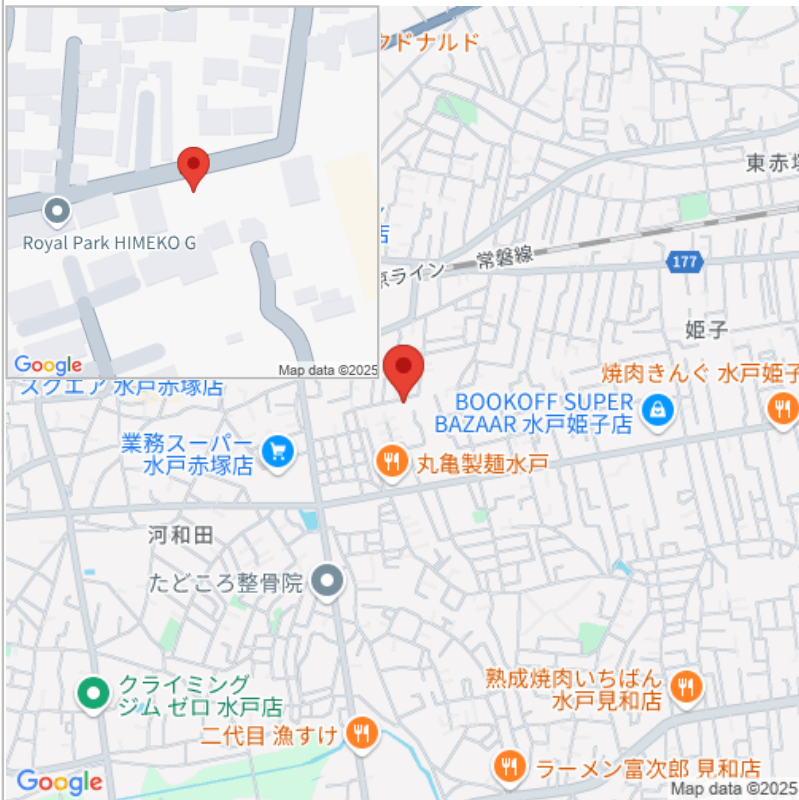 Royal Park HIMEKO G
Google
Map data ©2025
クドナルド
東赤塚
店
京ライン
常磐線
177
姫子
スクエア 水戸赤塚店
焼肉きんぐ 水戸姫子
BOOKOFF SUPER
BAZAAR 水戸姫子店
業務スーパー
水戸赤塚店
丸亀製麺水戸
河和田
たどころ整骨院
クライミング
ジム ゼロ 水戸店
熟成焼肉いちばん
水戸見和店
二代目 漁すけ
ラーメン富次郎 見和店
Google
Map data ©2025